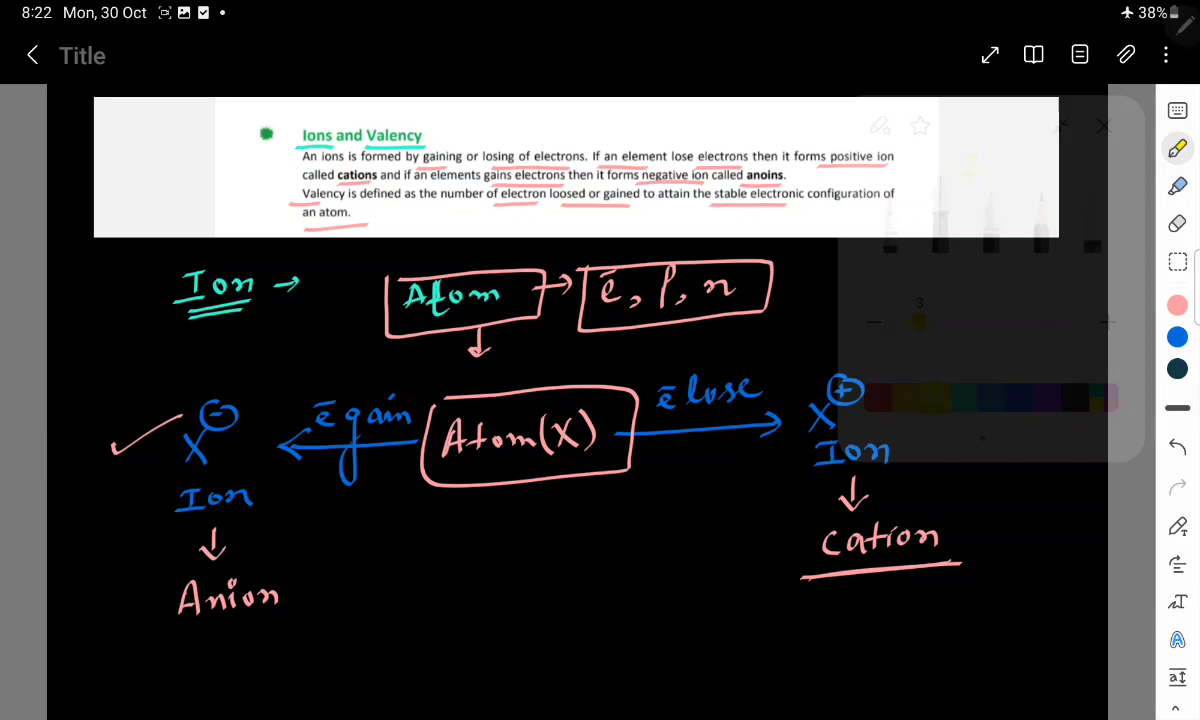 8:22 Mon, 30 Oct
38%
Title
Ions and Valency
An ions is formed by gaining or losing of electrons. If an element lose electrons then it forms positive ion
called cations and if an elements gains electrons then it forms negative ion called anoins.
Valency is defined as the number of electron loosed or gained to attain the stable electronic configuration of
an atom.
Ion → Atom → ē, p, n
3
X⊖ ē gain Atom(X) ē lose X⊕
Ion Ion
Anion cation